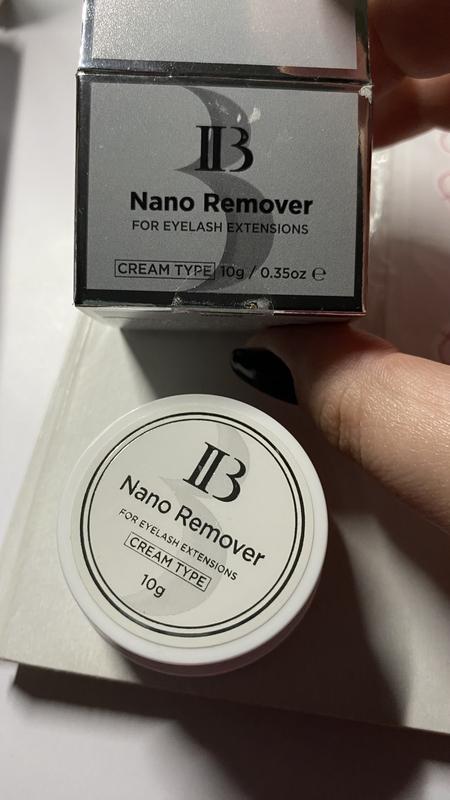 IB
Nano Remover
FOR EYELASH EXTENSIONS
CREAM TYPE 10g / 0.35oz ℮
IB
Nano Remover
FOR EYELASH EXTENSIONS
CREAM TYPE
10g